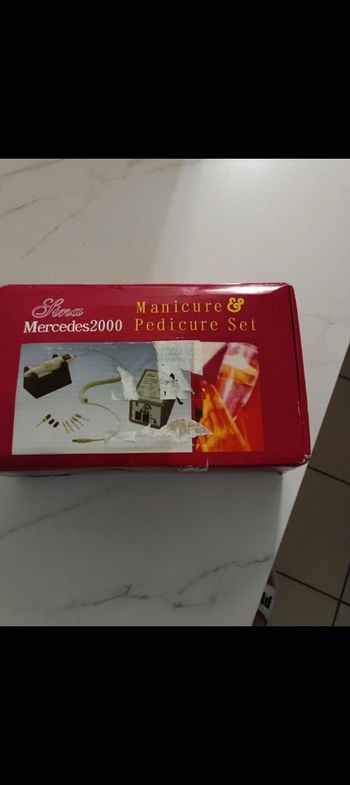 Sina
Mercedes2000
Manicure &
Pedicure Set